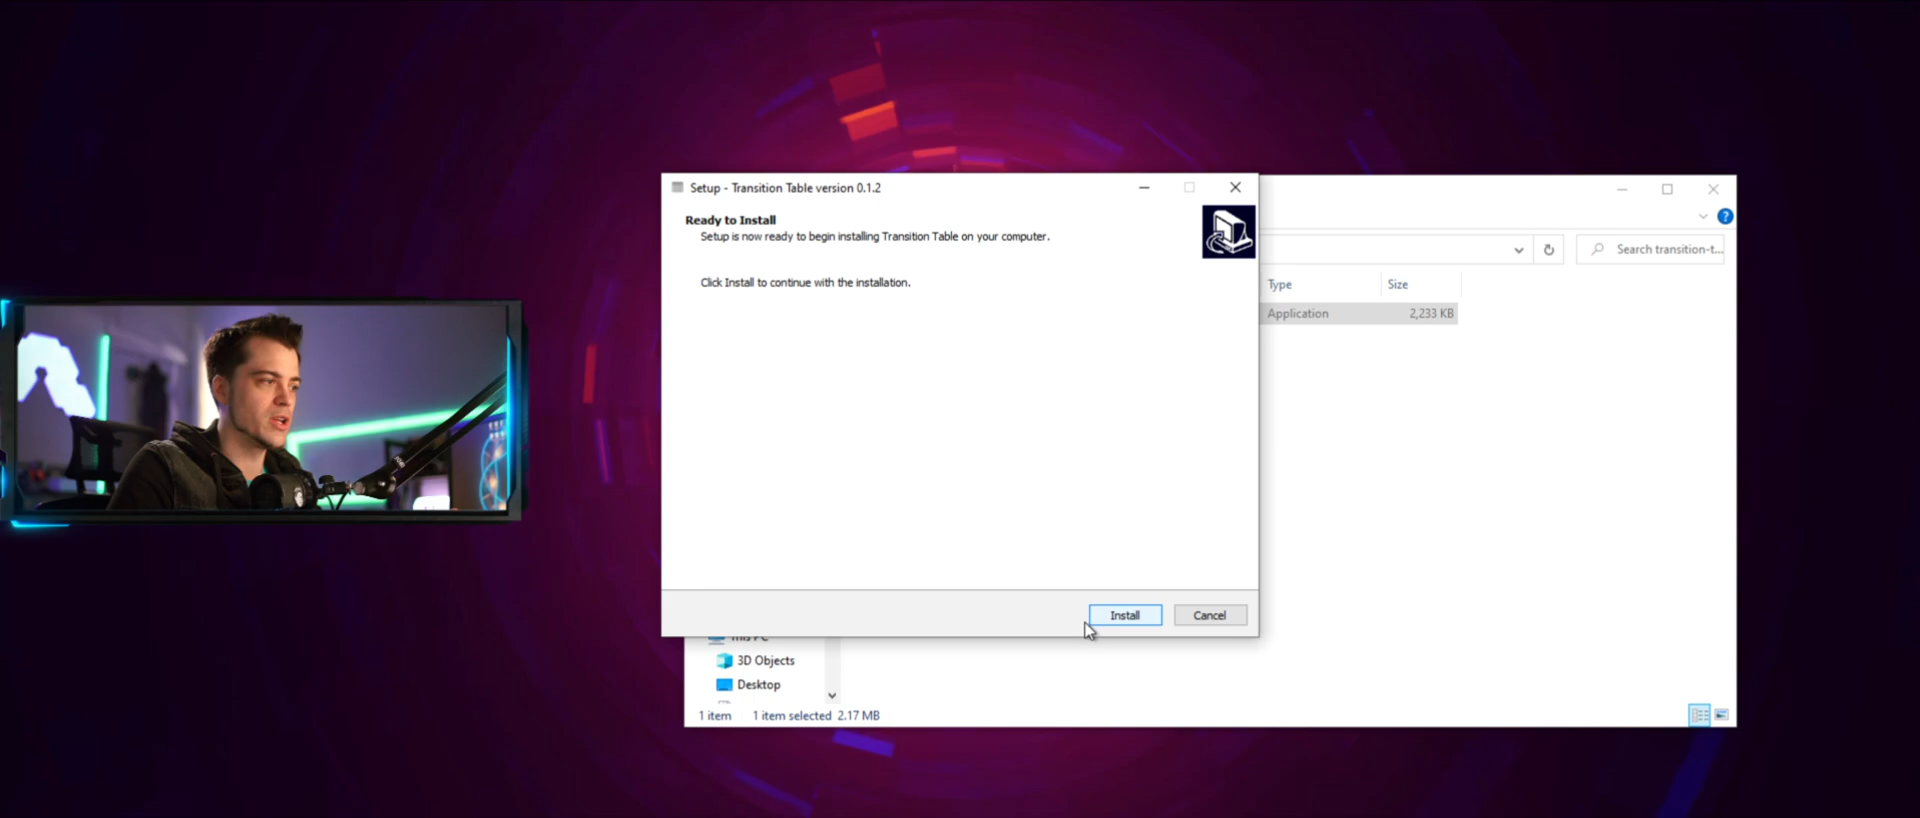 Setup - Transition Table version 0.1.2
Ready to Install
Setup is now ready to begin installing Transition Table on your computer.
Click Install to continue with the installation.
Install
Cancel
?
Search transition-t...
Type
Size
Application
2,233 KB
This PC
3D Objects
Desktop
1 item
1 item selected 2.17 MB